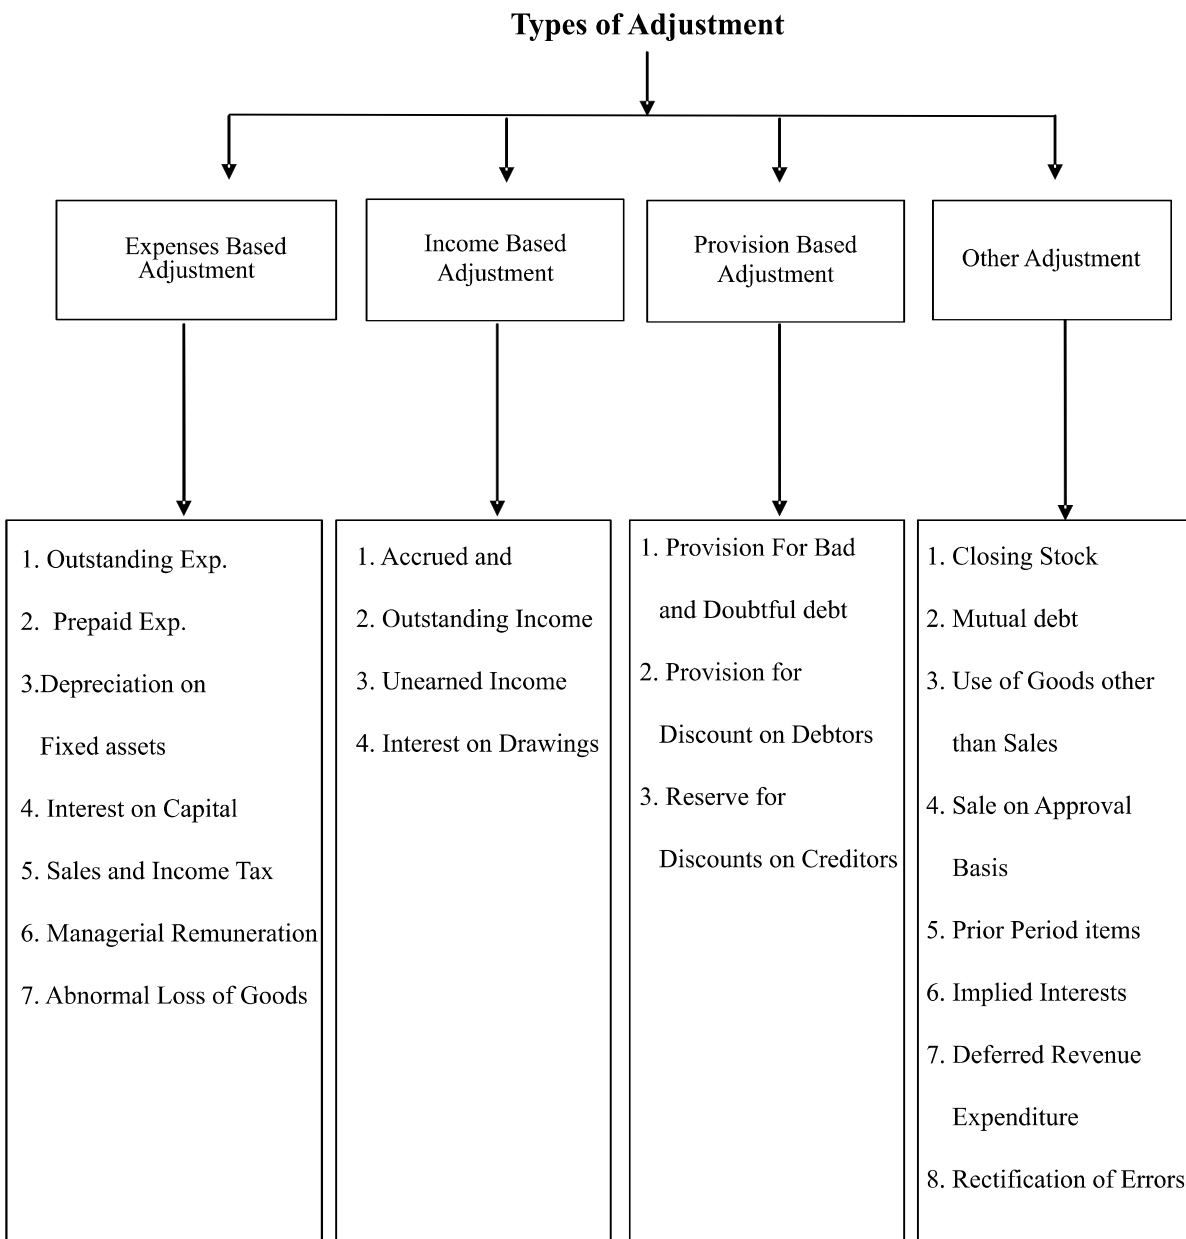 Types of Adjustment
Expenses Based
Adjustment
Income Based
Adjustment
Provision Based
Adjustment
Other Adjustment
1. Outstanding Exp.
2. Prepaid Exp.
3.Depreciation on
Fixed assets
4. Interest on Capital
5. Sales and Income Tax
6. Managerial Remuneration
7. Abnormal Loss of Goods
1. Accrued and
2. Outstanding Income
3. Unearned Income
4. Interest on Drawings
1. Provision For Bad
and Doubtful debt
2. Provision for
Discount on Debtors
3. Reserve for
Discounts on Creditors
1. Closing Stock
2. Mutual debt
3. Use of Goods other
than Sales
4. Sale on Approval
Basis
5. Prior Period items
6. Implied Interests
7. Deferred Revenue
Expenditure
8. Rectification of Errors